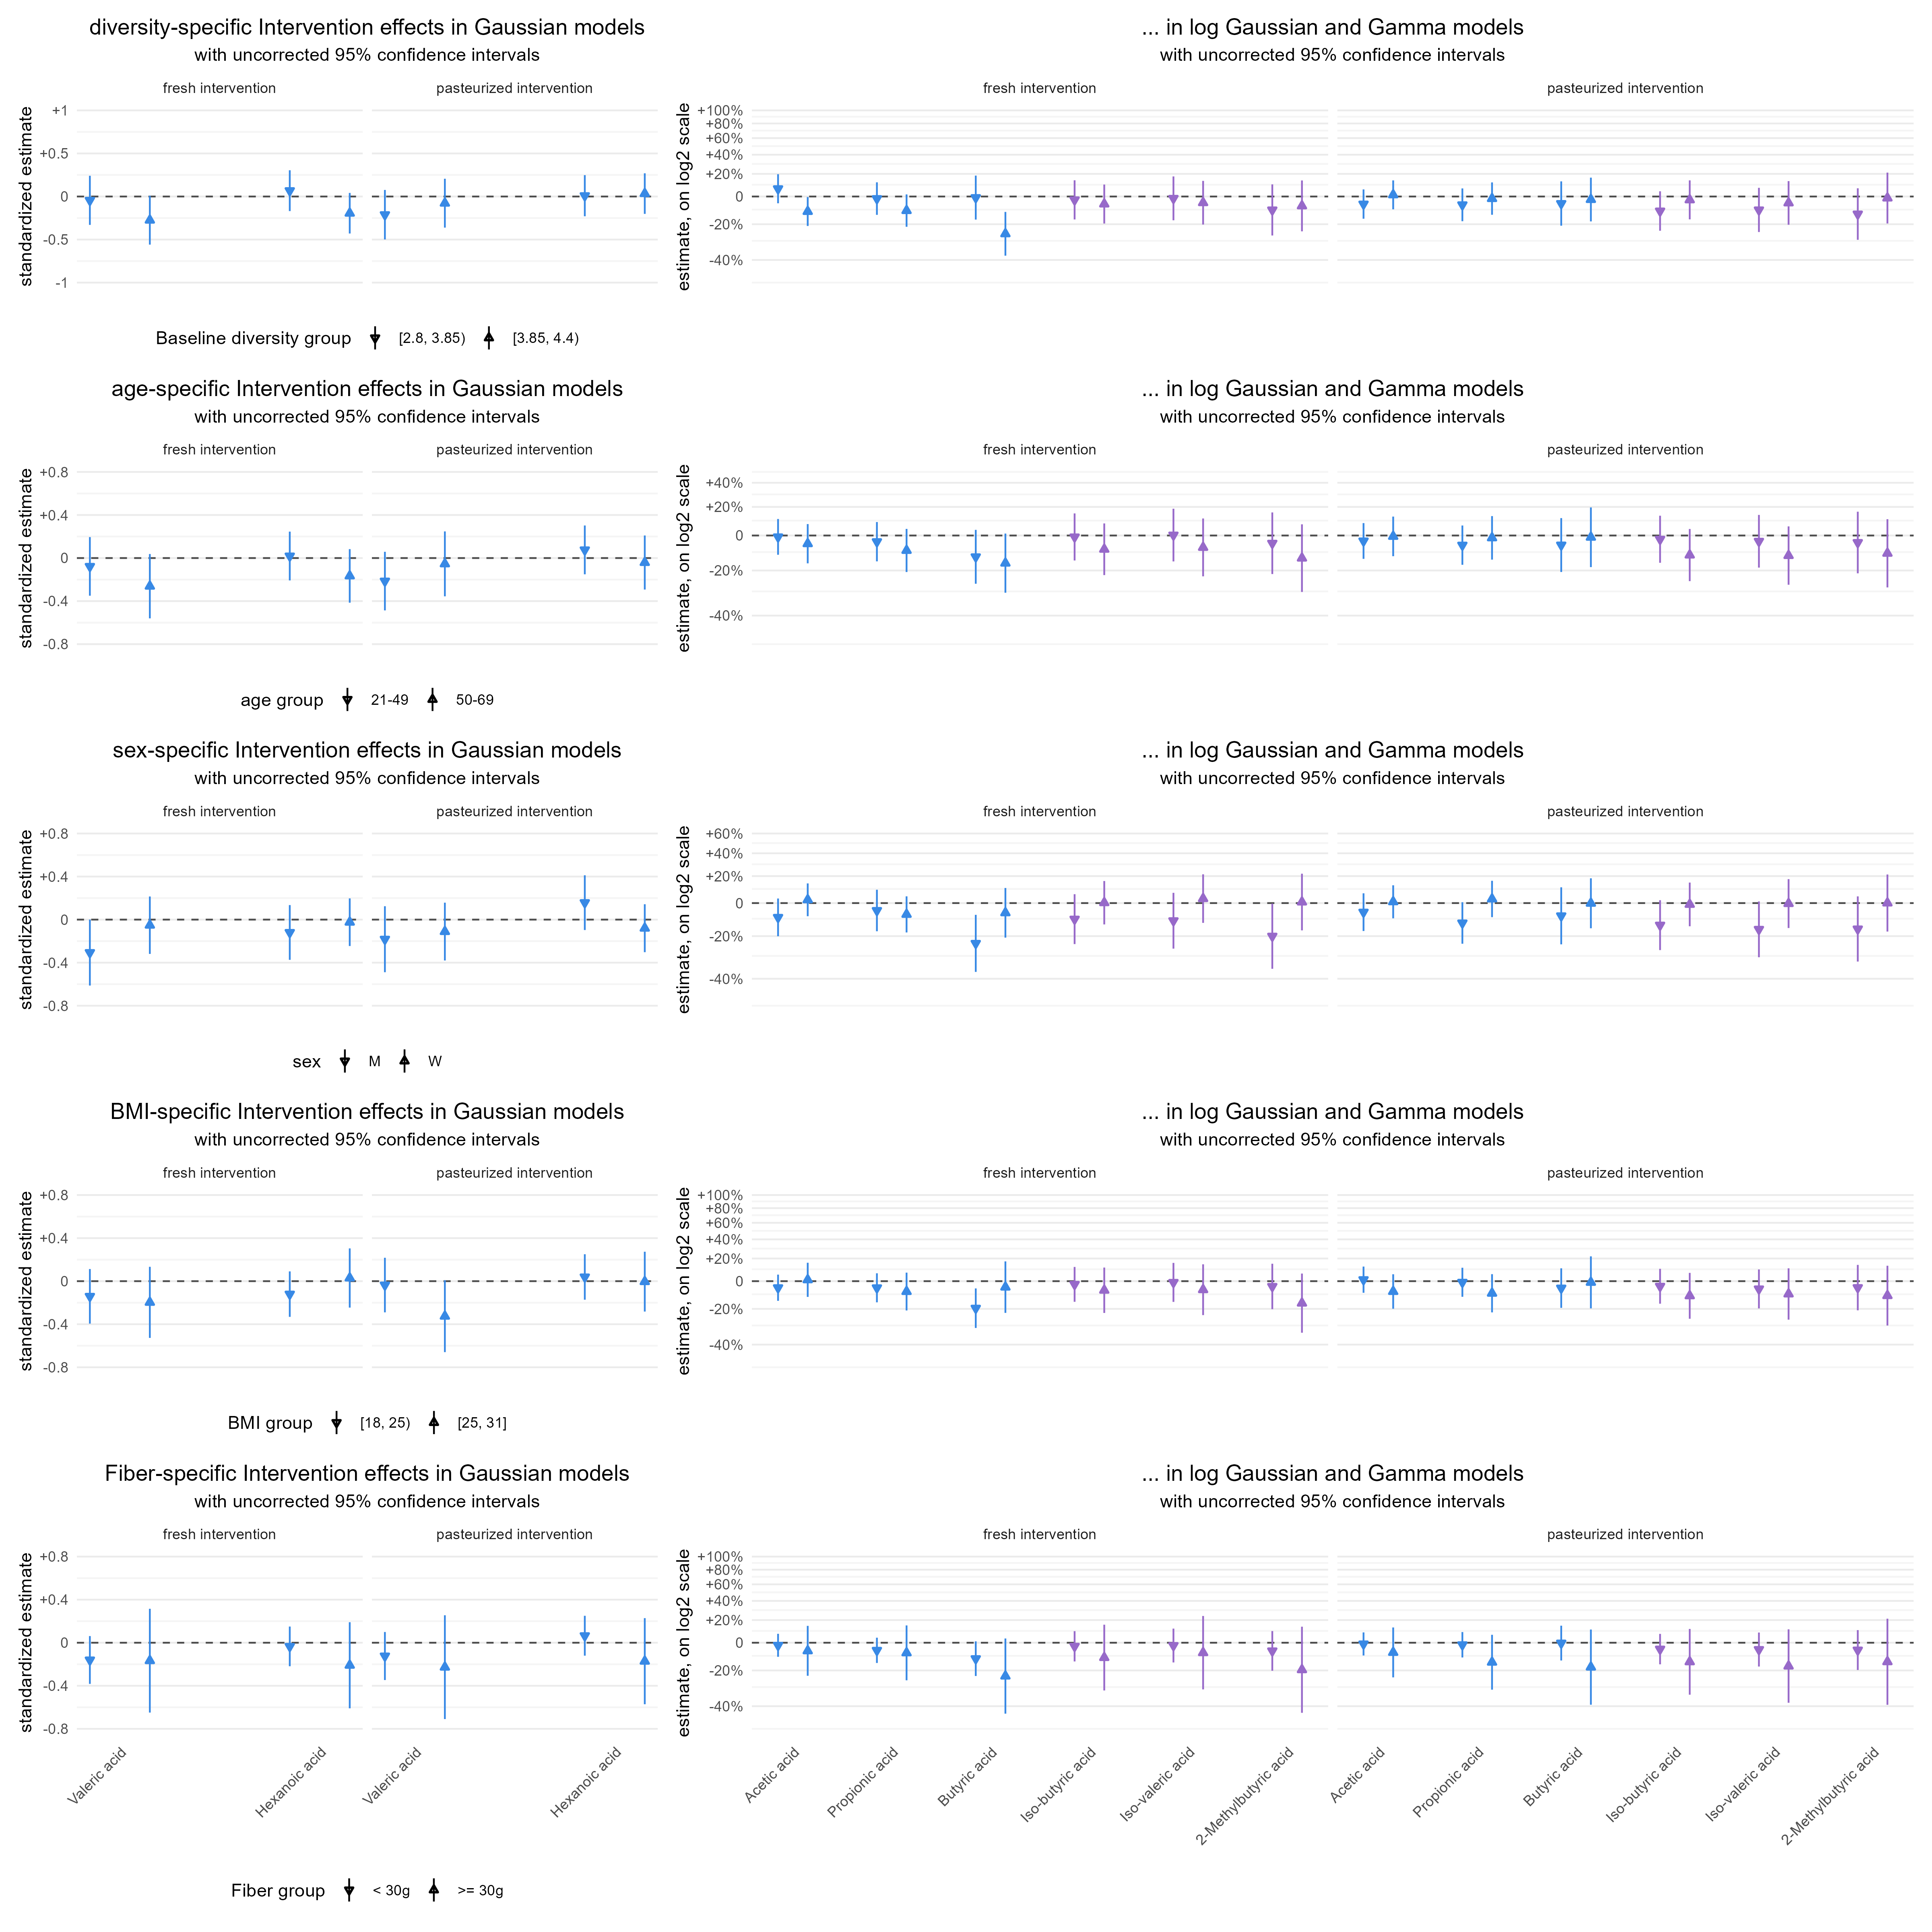 diversity-specific Intervention effects in Gaussian models
with uncorrected 95% confidence intervals
fresh intervention
pasteurized intervention
standardized estimate
+1
+0.5
0
-0.5
-1
Baseline diversity group
[2.8, 3.85)
[3.85, 4.4)
... in log Gaussian and Gamma models
with uncorrected 95% confidence intervals
fresh intervention
pasteurized intervention
estimate, on log2 scale
+100%
+80%
+60%
+40%
+20%
0
-20%
-40%
age-specific Intervention effects in Gaussian models
with uncorrected 95% confidence intervals
fresh intervention
pasteurized intervention
standardized estimate
+0.8
+0.4
0
-0.4
-0.8
age group
21-49
50-69
... in log Gaussian and Gamma models
with uncorrected 95% confidence intervals
fresh intervention
pasteurized intervention
estimate, on log2 scale
+40%
+20%
0
-20%
-40%
sex-specific Intervention effects in Gaussian models
with uncorrected 95% confidence intervals
fresh intervention
pasteurized intervention
standardized estimate
+0.8
+0.4
0
-0.4
-0.8
sex
M
W
... in log Gaussian and Gamma models
with uncorrected 95% confidence intervals
fresh intervention
pasteurized intervention
estimate, on log2 scale
+60%
+40%
+20%
0
-20%
-40%
BMI-specific Intervention effects in Gaussian models
with uncorrected 95% confidence intervals
fresh intervention
pasteurized intervention
standardized estimate
+0.8
+0.4
0
-0.4
-0.8
BMI group
[18, 25)
[25, 31]
... in log Gaussian and Gamma models
with uncorrected 95% confidence intervals
fresh intervention
pasteurized intervention
estimate, on log2 scale
+100%
+80%
+60%
+40%
+20%
0
-20%
-40%
Fiber-specific Intervention effects in Gaussian models
with uncorrected 95% confidence intervals
fresh intervention
pasteurized intervention
standardized estimate
+0.8
+0.4
0
-0.4
-0.8
Valeric acid
Hexanoic acid
Valeric acid
Hexanoic acid
Fiber group
< 30g
>= 30g
... in log Gaussian and Gamma models
with uncorrected 95% confidence intervals
fresh intervention
pasteurized intervention
estimate, on log2 scale
+100%
+80%
+60%
+40%
+20%
0
-20%
-40%
Acetic acid
Propionic acid
Butyric acid
Iso-butyric acid
Iso-valeric acid
2-Methylbutyric acid
Acetic acid
Propionic acid
Butyric acid
Iso-butyric acid
Iso-valeric acid
2-Methylbutyric acid